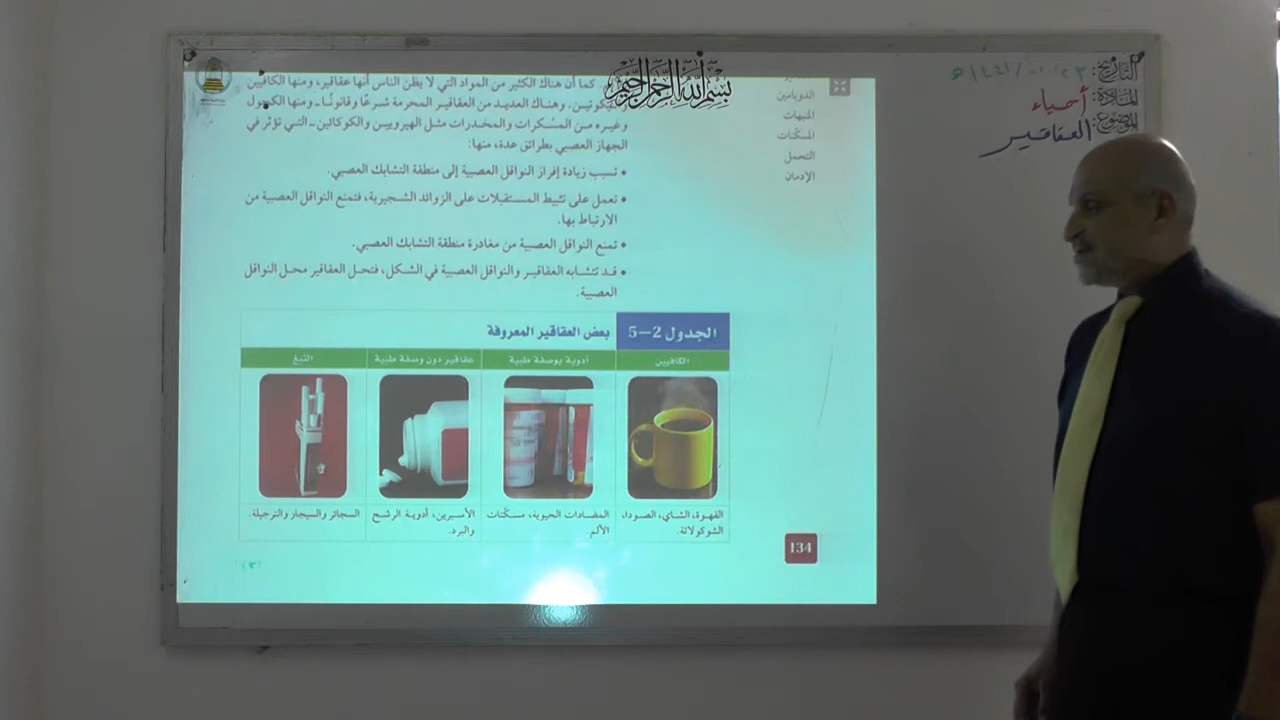 بسم الله الرحمن الرحيم
التاريخ:
المادة: أحياء
الموضوع: العقاقير
الدوبامين
المنبهات
المسكّنات
التحمل
الإدمان
كما أن هناك الكثير من المواد التي لا يظن الناس أنها عقاقير، ومنها الكافيين
وهناك العديد من العقاقير المحرمة شرعًا وقانونًا - ومنها الكحول
وغيره من المسكرات والمخدرات مثل الهيرويين والكوكائين - التي تؤثر في
الجهاز العصبي بطرائق عدة، منها:
• تسبب زيادة إفراز النواقل العصبية إلى منطقة التشابك العصبي.
• تعمل على تثبيط المستقبلات على الزوائد الشجيرية، فتمنع النواقل العصبية من
الارتباط بها.
• تمنع النواقل العصبية من مغادرة منطقة التشابك العصبي.
• قد تتشابه العقاقير والنواقل العصبية في الشكل، فتحل العقاقير محل النواقل
العصبية.
الجدول 2-5 بعض العقاقير المعروفة
الكافيين
أدوية بوصفة طبية
عقاقير دون وصفة طبية
التبغ
القهوة، الشاي، الصودا،
الشوكولاتة.
المضادات الحيوية، مسكّنات
الألم.
الأسبرين، أدوية الرشح
والبرد.
السجائر والسيجار والنرجيلة.
134